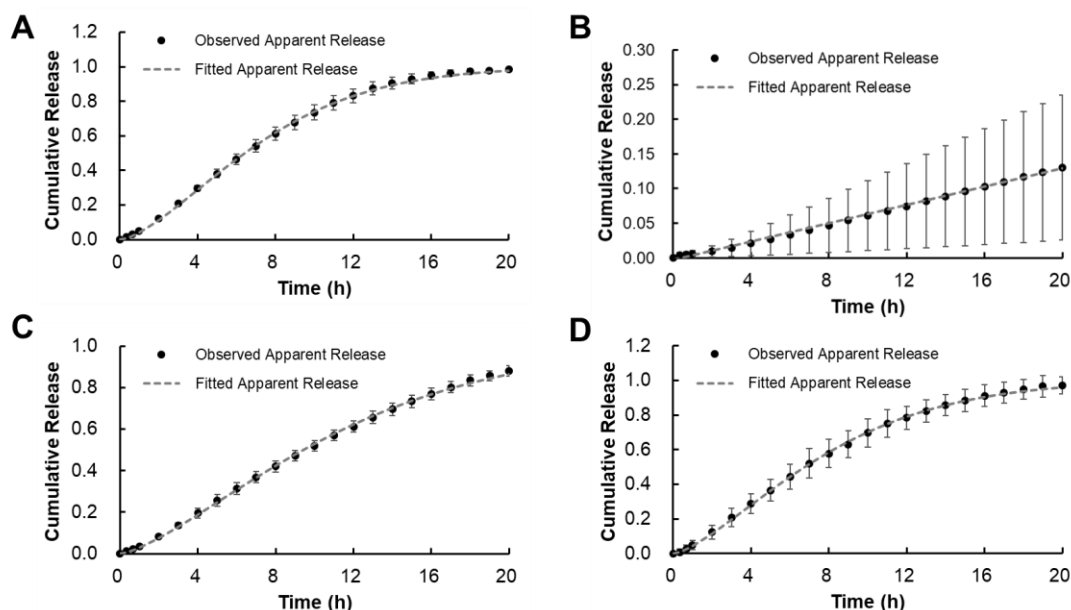 A
Cumulative Release
1.2
1.0
0.8
0.6
0.4
0.2
0.0
Observed Apparent Release
Fitted Apparent Release
0 4 8 12 16 20
Time (h)
B
Cumulative Release
0.30
0.25
0.20
0.15
0.10
0.05
0.00
Observed Apparent Release
Fitted Apparent Release
0 4 8 12 16 20
Time (h)
C
Cumulative Release
1.0
0.8
0.6
0.4
0.2
0.0
Observed Apparent Release
Fitted Apparent Release
0 4 8 12 16 20
Time (h)
D
Cumulative Release
1.2
1.0
0.8
0.6
0.4
0.2
0.0
Observed Apparent Release
Fitted Apparent Release
0 4 8 12 16 20
Time (h)